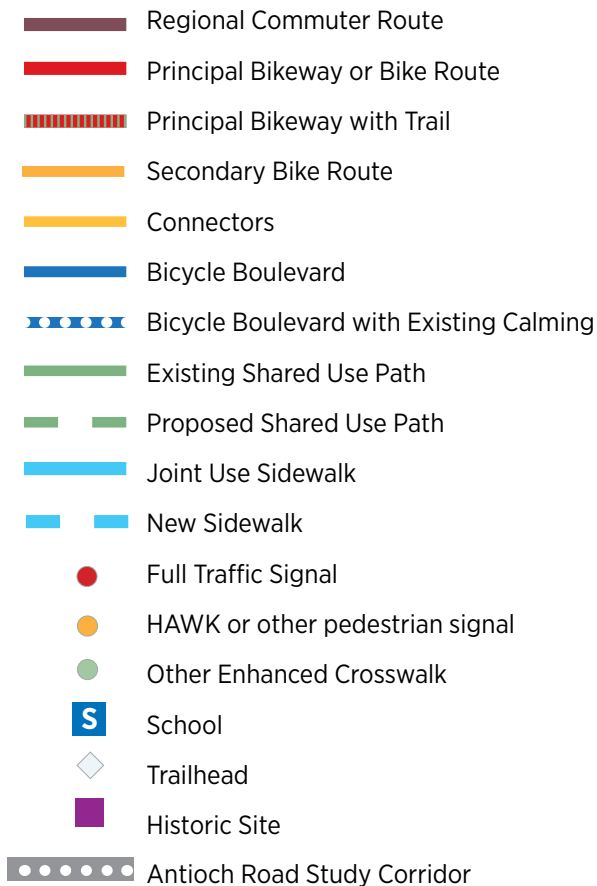 Regional Commuter Route
Principal Bikeway or Bike Route
Principal Bikeway with Trail
Secondary Bike Route
Connectors
Bicycle Boulevard
Bicycle Boulevard with Existing Calming
Existing Shared Use Path
Proposed Shared Use Path
Joint Use Sidewalk
New Sidewalk
Full Traffic Signal
HAWK or other pedestrian signal
Other Enhanced Crosswalk
S School
Trailhead
Historic Site
Antioch Road Study Corridor